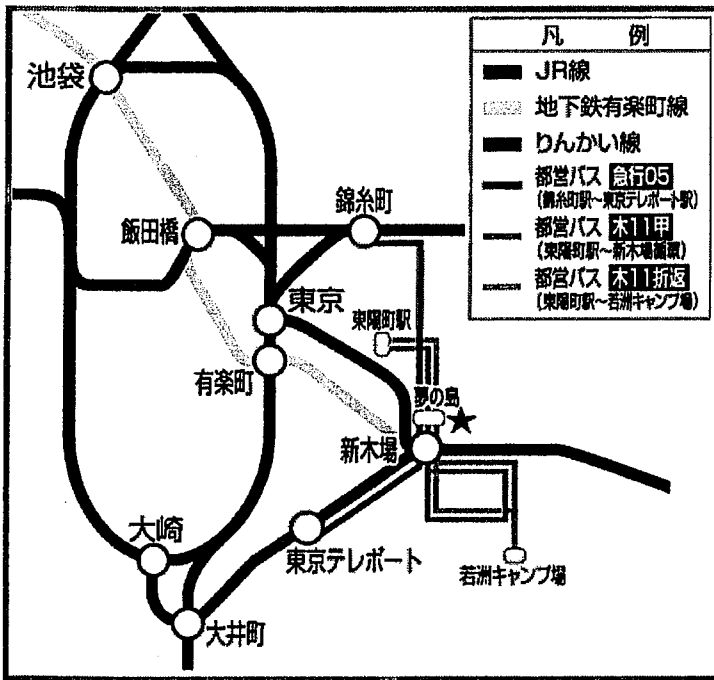 凡 例
JR線
地下鉄有楽町線
りんかい線
都営バス 急行05
(錦糸町駅～東京テレポート駅)
都営バス 木11甲
(東陽町駅～新木場循環)
都営バス 木11折返
(東陽町駅～若洲キャンプ場)
池袋
飯田橋
錦糸町
東京
東陽町駅
有楽町
夢の島
新木場
大崎
東京テレポート
若洲キャンプ場
大井町